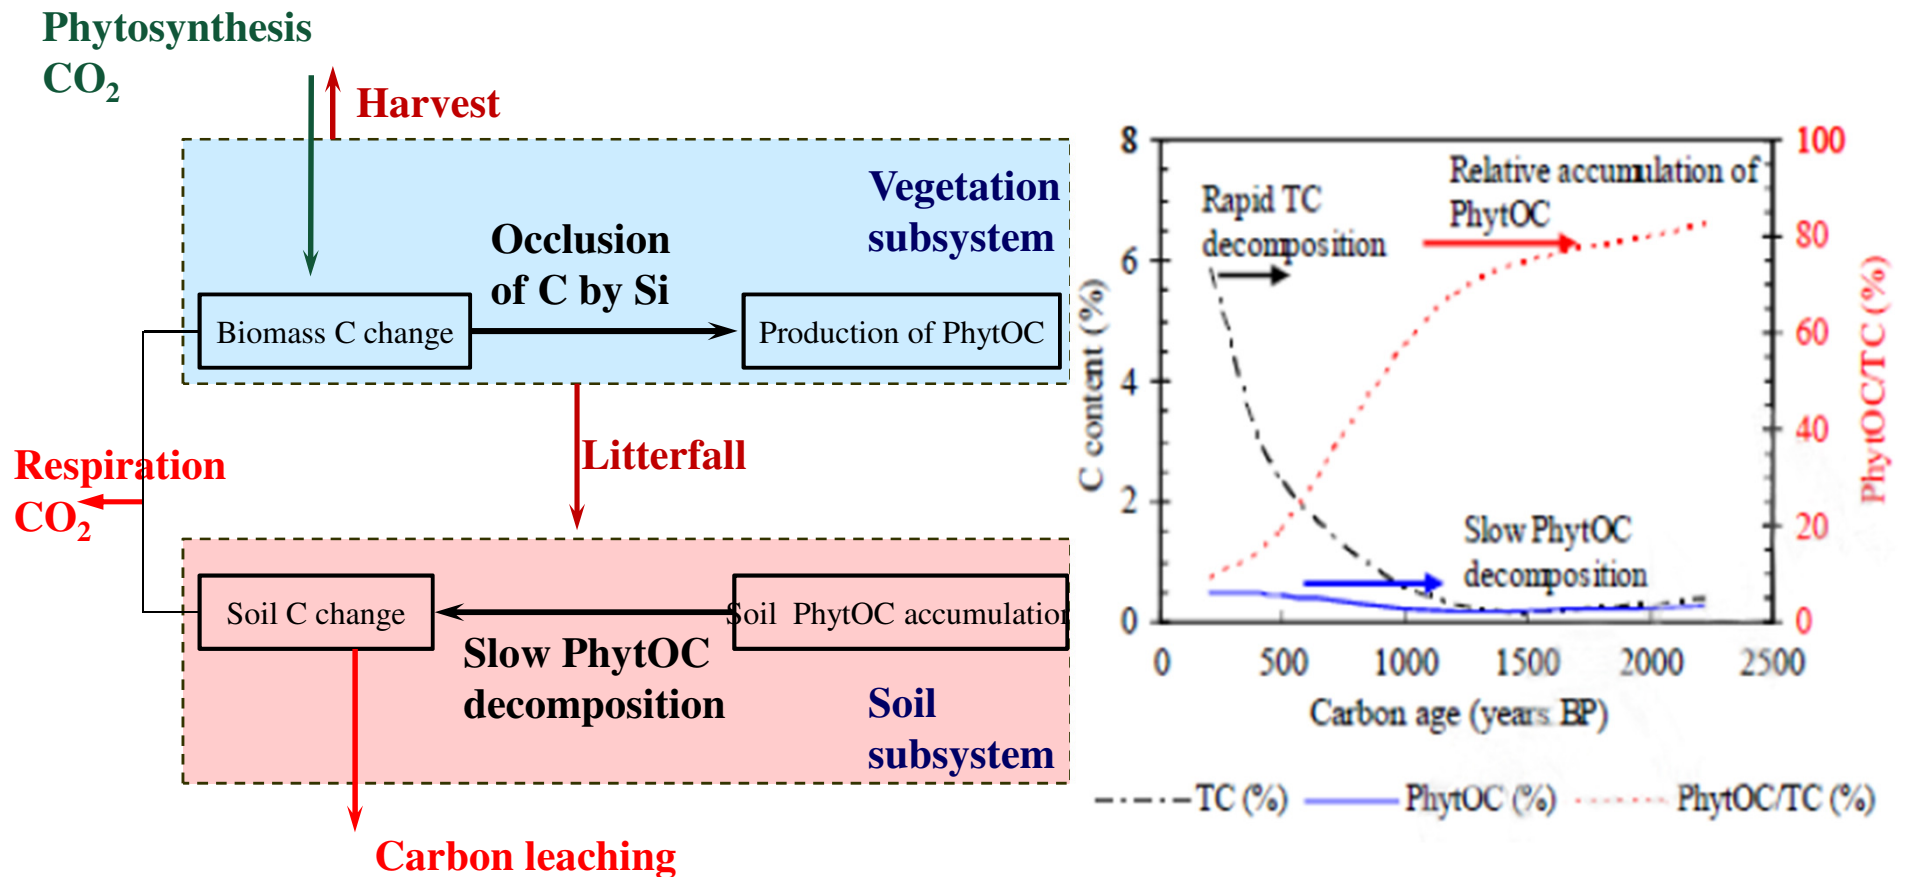 Phytosynthesis
CO₂
Harvest
Vegetation
subsystem
Occlusion
of C by Si
Biomass C change
Production of PhytOC
Litterfall
Respiration
CO₂
Soil C change
Soil PhytOC accumulation
Slow PhytOC
decomposition
Soil
subsystem
Carbon leaching
8
6
4
2
0
C content (%)
Rapid TC
decomposition
Relative accumulation of
PhytOC
Slow PhytOC
decomposition
100
80
60
40
20
0
PhytOC/TC (%)
0 500 1000 1500 2000 2500
Carbon age (years. BP)
TC (%) PhytOC (%) PhytOC/TC (%)